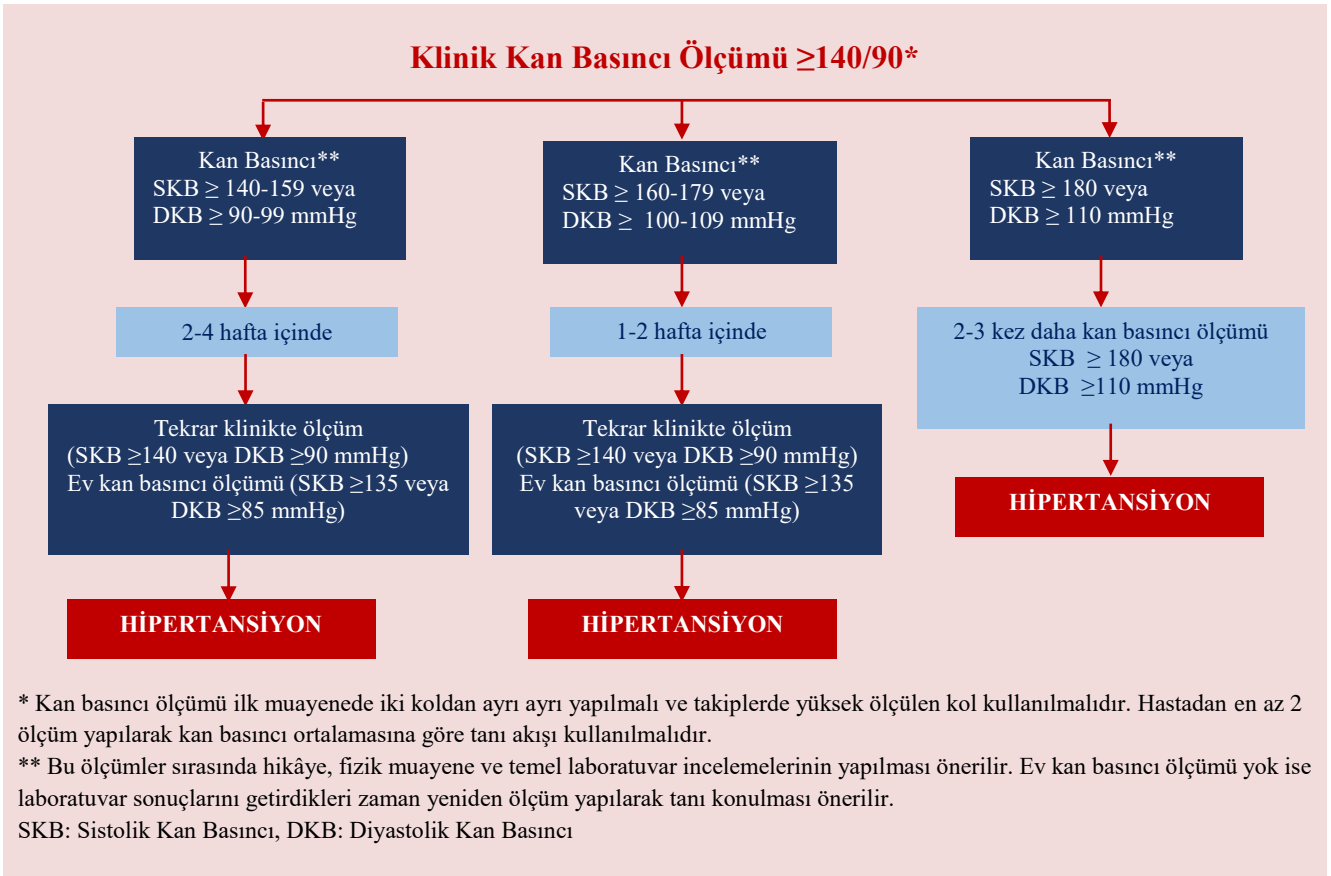 Klinik Kan Basıncı Ölçümü ≥140/90*
Kan Basıncı**
SKB ≥ 140-159 veya
DKB ≥ 90-99 mmHg
2-4 hafta içinde
Tekrar klinikte ölçüm
(SKB ≥140 veya DKB ≥90 mmHg)
Ev kan basıncı ölçümü (SKB ≥135 veya
DKB ≥85 mmHg)
HİPERTANSİYON
Kan Basıncı**
SKB ≥ 160-179 veya
DKB ≥ 100-109 mmHg
1-2 hafta içinde
Tekrar klinikte ölçüm
(SKB ≥140 veya DKB ≥90 mmHg)
Ev kan basıncı ölçümü (SKB ≥135
veya DKB ≥85 mmHg)
HİPERTANSİYON
Kan Basıncı**
SKB ≥ 180 veya
DKB ≥ 110 mmHg
2-3 kez daha kan basıncı ölçümü
SKB ≥ 180 veya
DKB ≥110 mmHg
HİPERTANSİYON
* Kan basıncı ölçümü ilk muayenede iki koldan ayrı ayrı yapılmalı ve takiplerde yüksek ölçülen kol kullanılmalıdır. Hastadan en az 2
ölçüm yapılarak kan basıncı ortalamasına göre tanı akışı kullanılmalıdır.
** Bu ölçümler sırasında hikâye, fizik muayene ve temel laboratuvar incelemelerinin yapılması önerilir. Ev kan basıncı ölçümü yok ise
laboratuvar sonuçlarını getirdikleri zaman yeniden ölçüm yapılarak tanı konulması önerilir.
SKB: Sistolik Kan Basıncı, DKB: Diyastolik Kan Basıncı